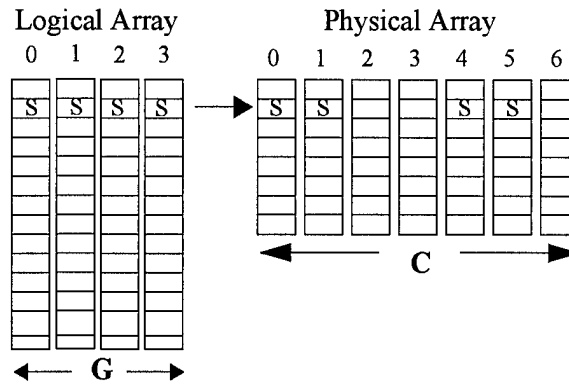 Logical Array
0 1 2 3
S S S S
G
Physical Array
0 1 2 3 4 5 6
S S S S
C